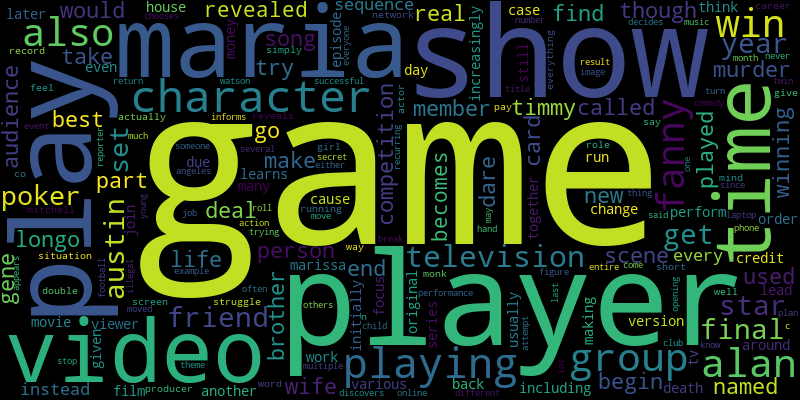 later house revealed sequence real case though think
would find
record also maria episode show win year
song network
increasingly
take money simply everyone decides music career
even try day result everything month never
audience feel return watson successful image title turn twin
actually character pay still murder give
reporter much informs reveals actor member timmy called say comedy
best set go competition girl card fanny played time winning
event someone due several secret recurring run role one
co angeles make either dare new mind since
play game together
poker part learns cause roll running may change said laptop
mitchell many action move hand thing perform order
longo austin deal trying becomes get phone
gene join young job way break television scene every credit
situation life person marissa monk figure entire come short used
appears illegal example end original series opening well lead plan
double football often struggle focus performance last star
movie screen friend initially usually making version final
viewer brother others player attempt club tv around
given moved child group know c
video theme work playing los alan
instead stop producer word multiple various back including begin death named
film another wife discovers online different